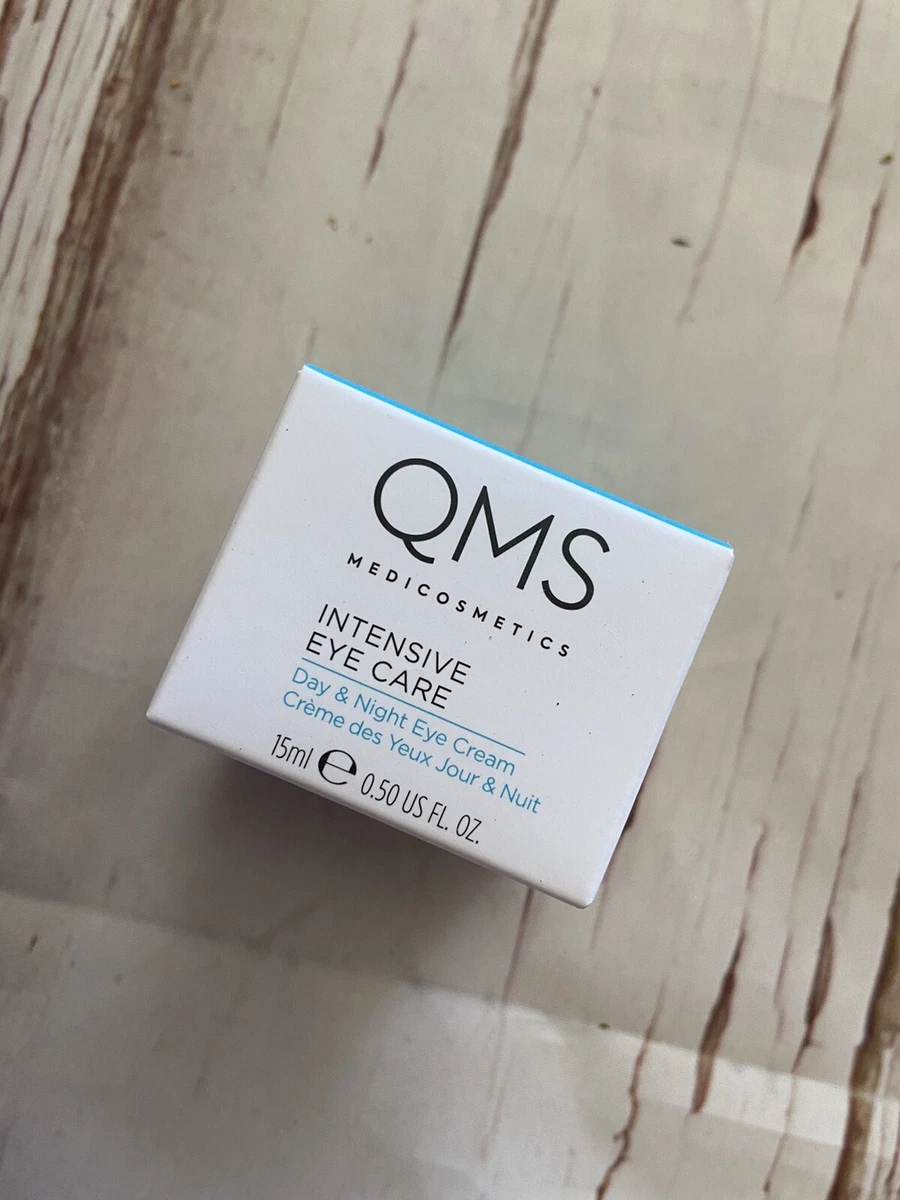 QMS
MEDICOSMETICS
INTENSIVE
EYE CARE
Day & Night Eye Cream
Crème des Yeux Jour & Nuit
15ml ℮ 0.50 US FL. OZ.